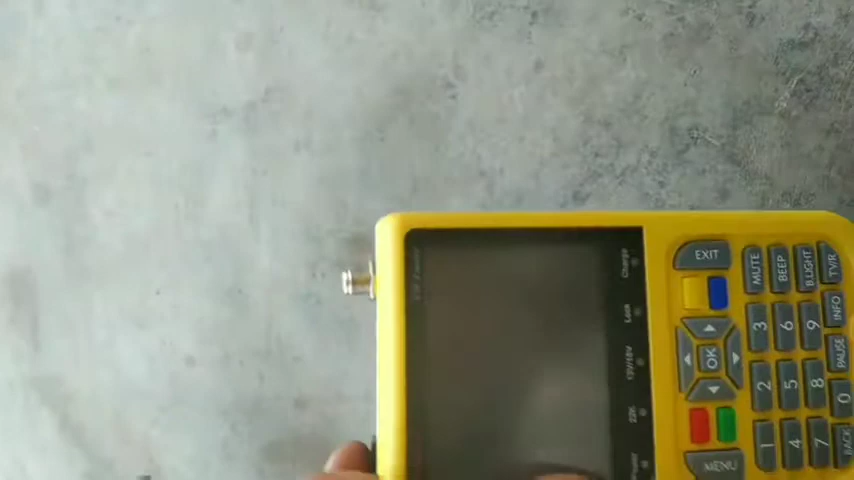 Charge
Lock
13V/18V
22K
EXIT
MENU
OK
MUTE
BEEP
B.LIGHT
TV/R
3
6
9
INFO
2
5
8
PAUSE
0
1
4
7
BACK